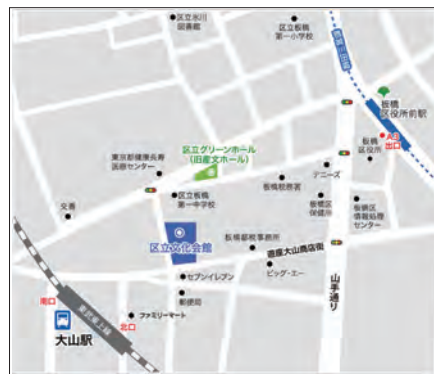 区立氷川
図書館
区立板橋
第一小学校
都営三田線
板橋
区役所前駅
A3
出口
板橋
区役所
区立グリーンホール
（旧産文ホール）
東京都健康長寿
医療センター
デニーズ
板橋税務署
板橋区
保健所
板橋区
情報処理
センター
区立板橋
第一中学校
交番
区立文化会館
板橋都税事務所
遊座大山商店街
ビッグ・エー
セブンイレブン
郵便局
山手通り
南口
東武東上線
北口
ファミリーマート
大山駅